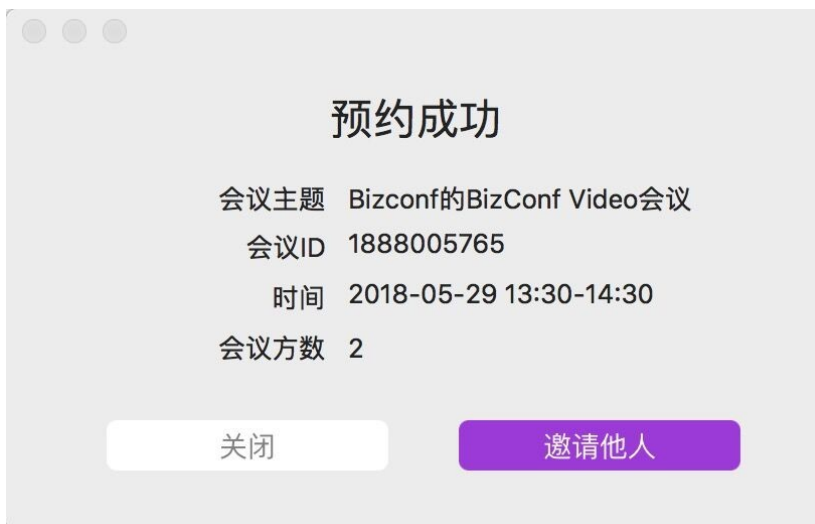 预约成功
会议主题 Bizconf的BizConf Video会议
会议ID 1888005765
时间 2018-05-29 13:30-14:30
会议方数 2
关闭 邀请他人